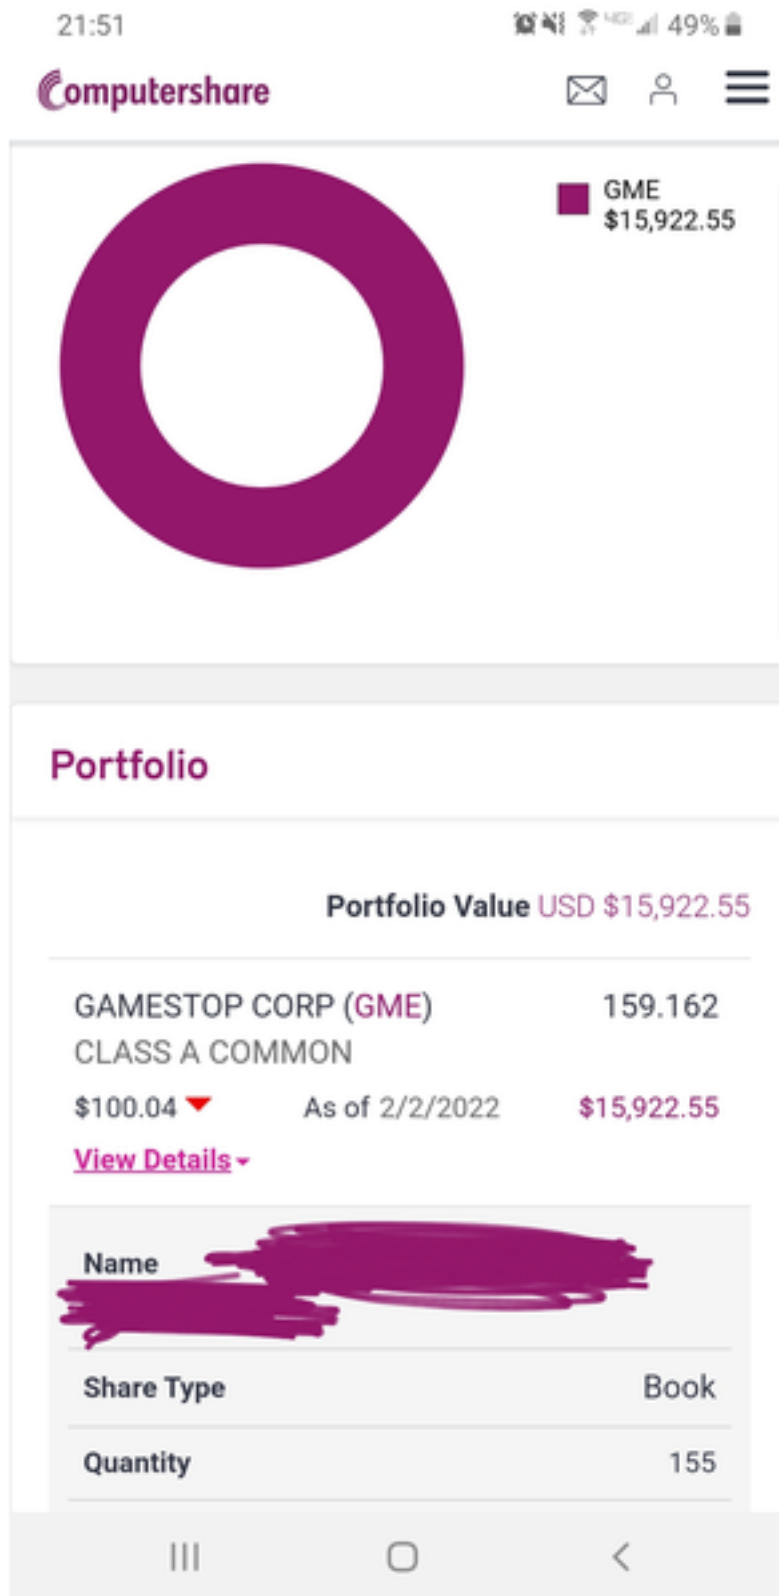 21:51 49%
Computershare
GME
$15,922.55
Portfolio
Portfolio Value USD $15,922.55
GAMESTOP CORP (GME) 159.162
CLASS A COMMON
$100.04 As of 2/2/2022 $15,922.55
View Details
Name
Share Type Book
Quantity 155